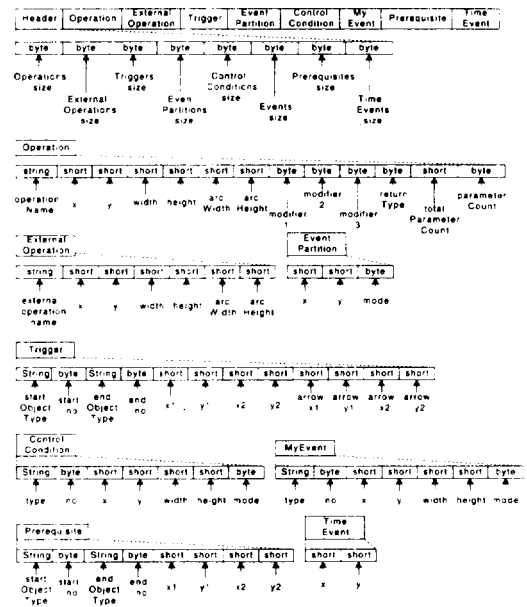 Header Operation External Operation Trigger Event Partition Control Condition My Event Prerequisite Time Event
byte byte byte byte byte byte byte byte
Operations size External Operations size Triggers size Even Partitions size Control Conditions size Events size Prerequisites size Time Events size
Operation
string short short short short short short byte byte byte byte short byte
operation Name x y width height arc Width arc Height modifier 1 modifier 2 modifier 3 return Type total Parameter Count parameter Count
External Operation
string short short short short short short
external operation name x y width height arc Width arc Height
Event Partition
short short byte
x y mode
Trigger
String byte String byte short short short short short short short short
start Object Type start no end Object Type end no x1 y1 x2 y2 arrow x1 arrow y1 arrow x2 arrow y2
Control Condition
String byte short short short short byte
type no x y width height mode
MyEvent
String byte short short short short byte
type no x y width height mode
Prerequisite
String byte String byte short short short short
start Object Type start no end Object Type end no x1 y1 x2 y2
Time Event
short short
x y